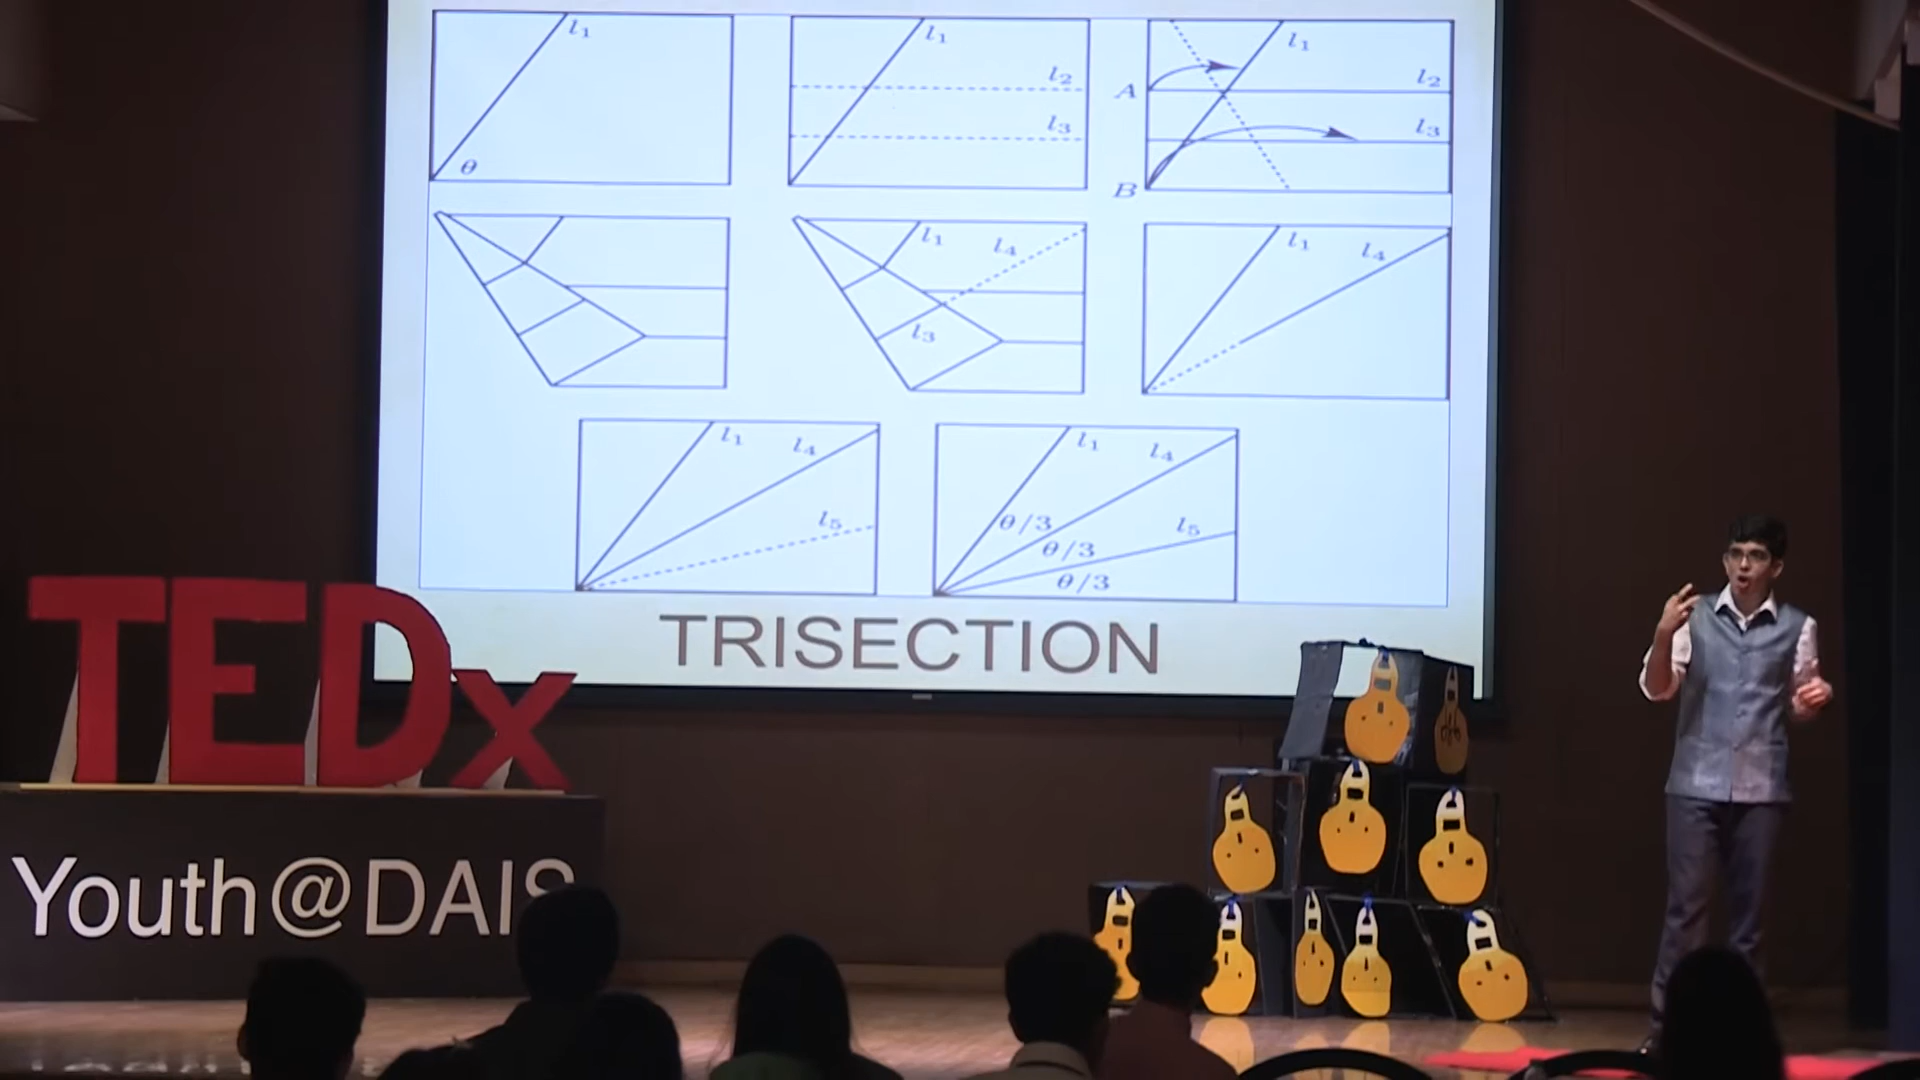 l₁
θ
l₁
l₂
l₃
l₁
l₂
l₃
A
B
l₁
l₄
l₃
l₁
l₄
l₁
l₄
l₅
l₁
l₄
l₅
θ/3
θ/3
θ/3
TRISECTION
TEDx
Youth@DAIS